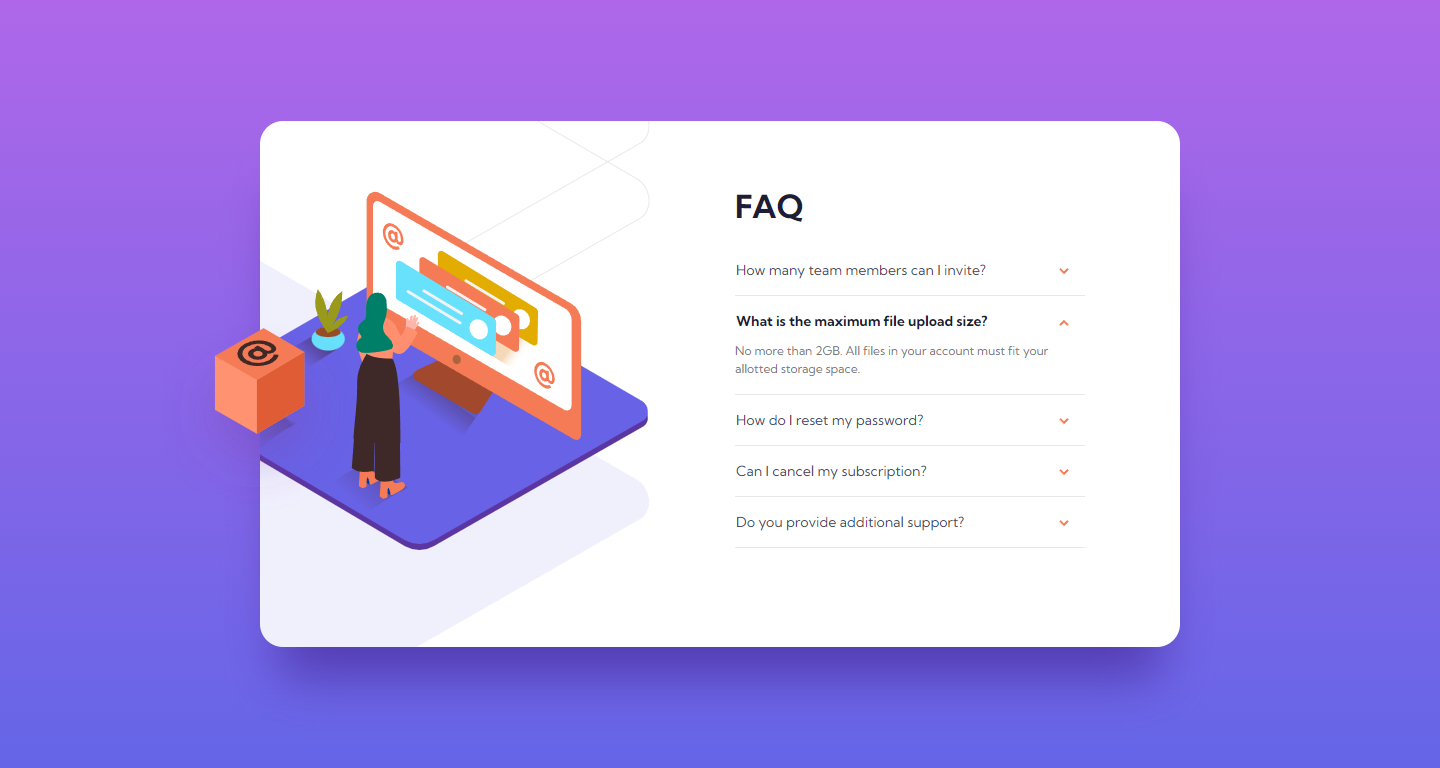 FAQ
How many team members can I invite?
What is the maximum file upload size?
No more than 2GB. All files in your account must fit your
allotted storage space.
How do I reset my password?
Can I cancel my subscription?
Do you provide additional support?
@
@
@